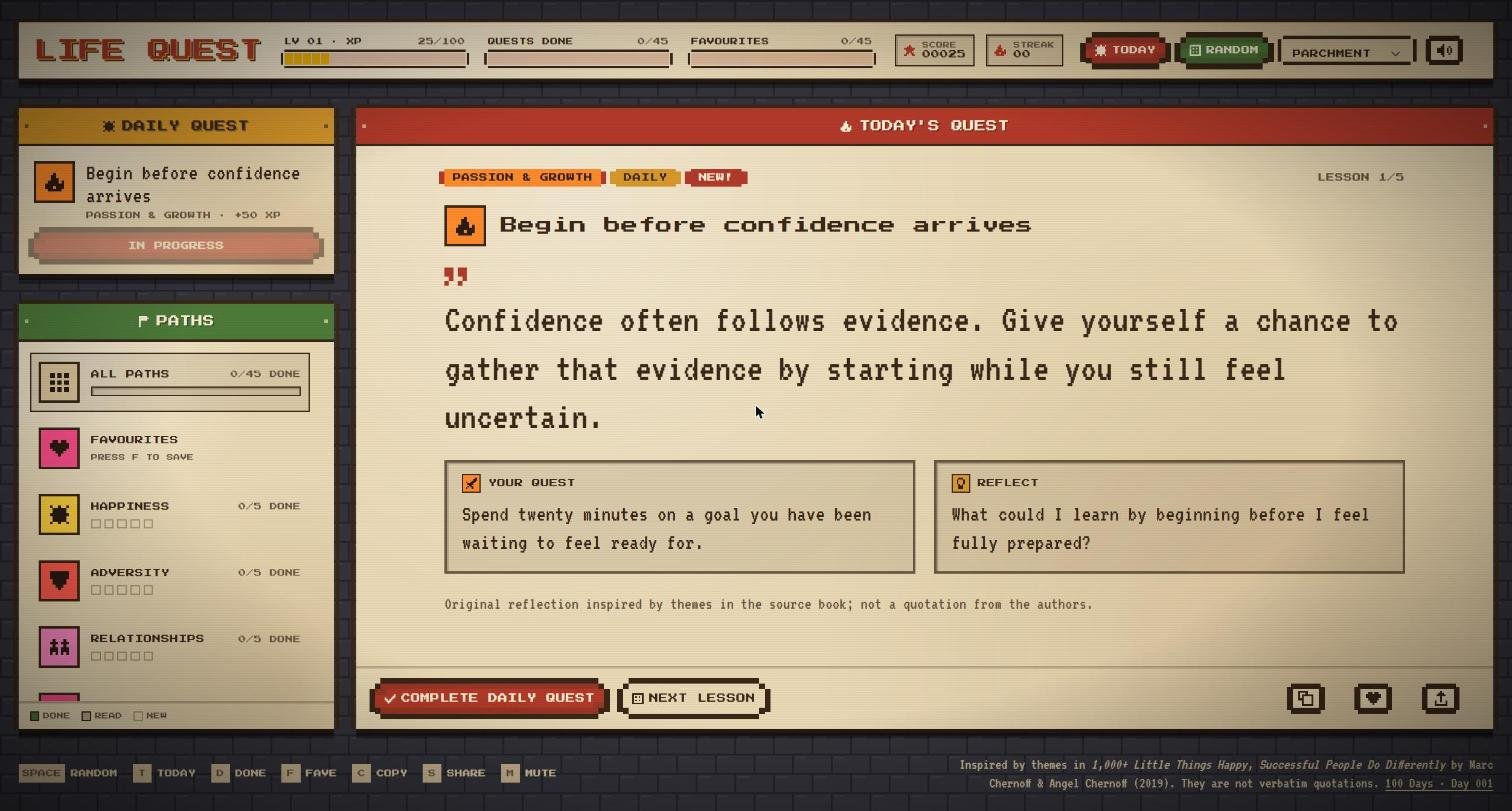 LIFE QUEST
LV 01 · XP 25/100
QUESTS DONE 0/45
FAVOURITES 0/45
SCORE
00025
STREAK
00
TODAY
RANDOM
PARCHMENT
DAILY QUEST
Begin before confidence
arrives
PASSION & GROWTH · +50 XP
IN PROGRESS
PATHS
ALL PATHS 0/45 DONE
FAVOURITES
PRESS F TO SAVE
HAPPINESS 0/5 DONE
ADVERSITY 0/5 DONE
RELATIONSHIPS 0/5 DONE
DONE READ NEW
TODAY'S QUEST
PASSION & GROWTH DAILY NEW! LESSON 1/5
Begin before confidence arrives
Confidence often follows evidence. Give yourself a chance to
gather that evidence by starting while you still feel
uncertain.
YOUR QUEST
Spend twenty minutes on a goal you have been
waiting to feel ready for.
REFLECT
What could I learn by beginning before I feel
fully prepared?
Original reflection inspired by themes in the source book; not a quotation from the authors.
COMPLETE DAILY QUEST
NEXT LESSON
SPACE RANDOM T TODAY D DONE F FAVE C COPY S SHARE M MUTE
Inspired by themes in 1,000+ Little Things Happy, Successful People Do Differently by Marc
Chernoff & Angel Chernoff (2019). They are not verbatim quotations. 100 Days · Day 001